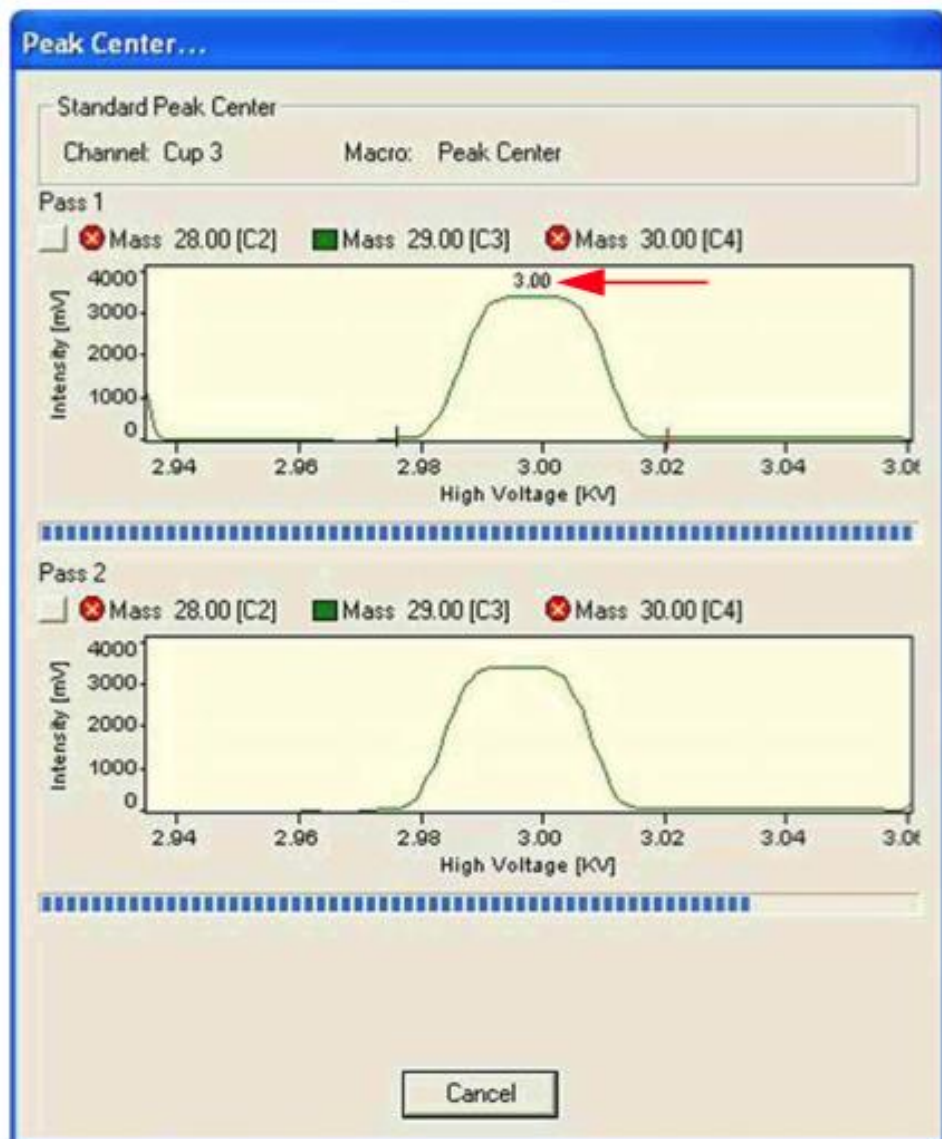 Peak Center...
Standard Peak Center
Channel: Cup 3 Macro: Peak Center
Pass 1
Mass 28.00 [C2] Mass 29.00 [C3] Mass 30.00 [C4]
3.00
4000
3000
2000
1000
0
Intensity [mV]
2.94 2.96 2.98 3.00 3.02 3.04 3.0
High Voltage [KV]
Pass 2
Mass 28.00 [C2] Mass 29.00 [C3] Mass 30.00 [C4]
4000
3000
2000
1000
0
Intensity [mV]
2.94 2.96 2.98 3.00 3.02 3.04 3.0
High Voltage [KV]
Cancel